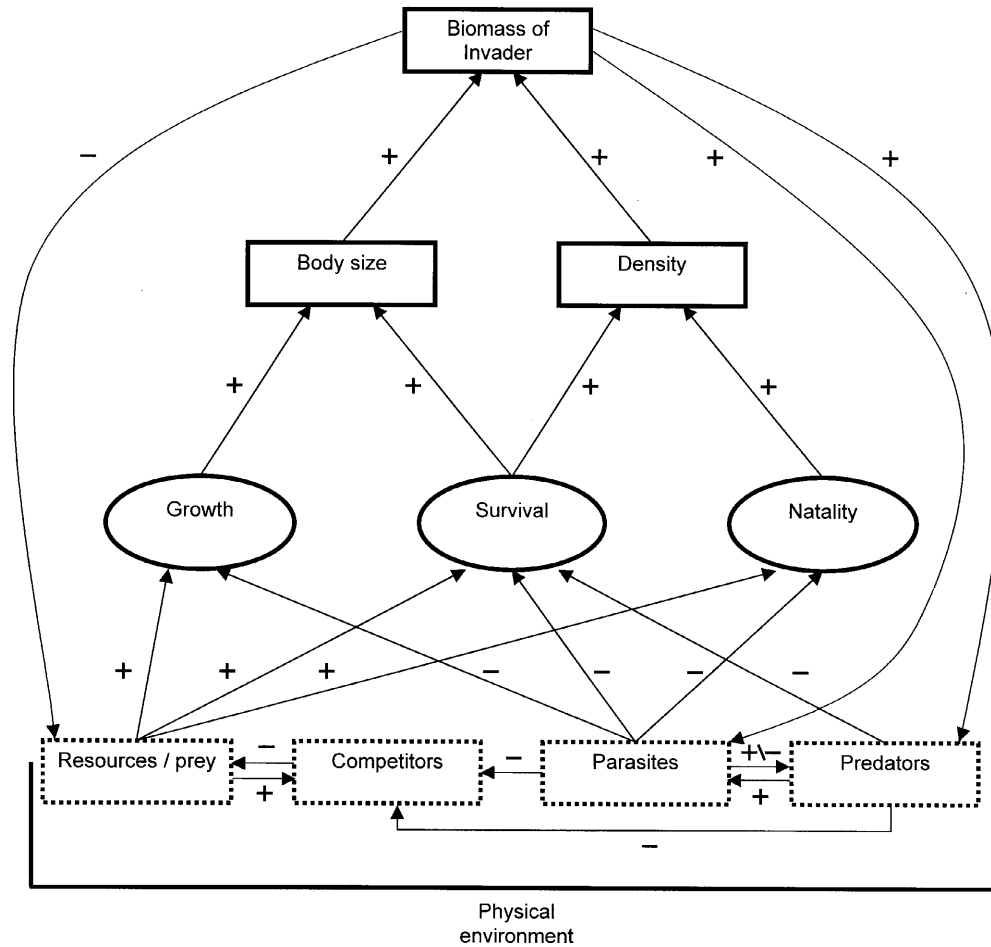 Biomass of
Invader
−
+
+
+
+
Body size
Density
+
+
+
+
Growth
Survival
Natality
+
+
+
−
−
−
−
Resources / prey
−
+
Competitors
−
Parasites
+\−
+
Predators
−
Physical
environment